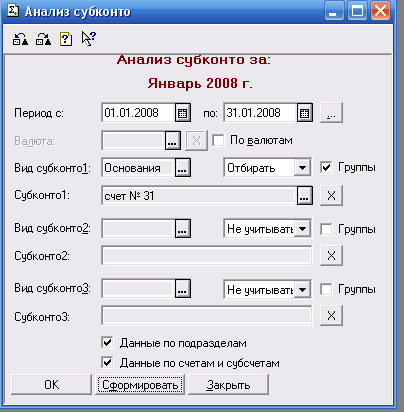 Анализ субконто
Анализ субконто за:
Январь 2008 г.
Период с: 01.01.2008 ... по: 31.01.2008 ...
Валюта: ... X По валютам
Вид субконто1: Основания ... Отбирать Группы
Субконто1: счет № 31 ... X
Вид субконто2: ... Не учитывать Группы
Субконто2: X
Вид субконто3: ... Не учитывать Группы
Субконто3: X
Данные по подразделам
Данные по счетам и субсчетам
OK Сформировать Закрыть